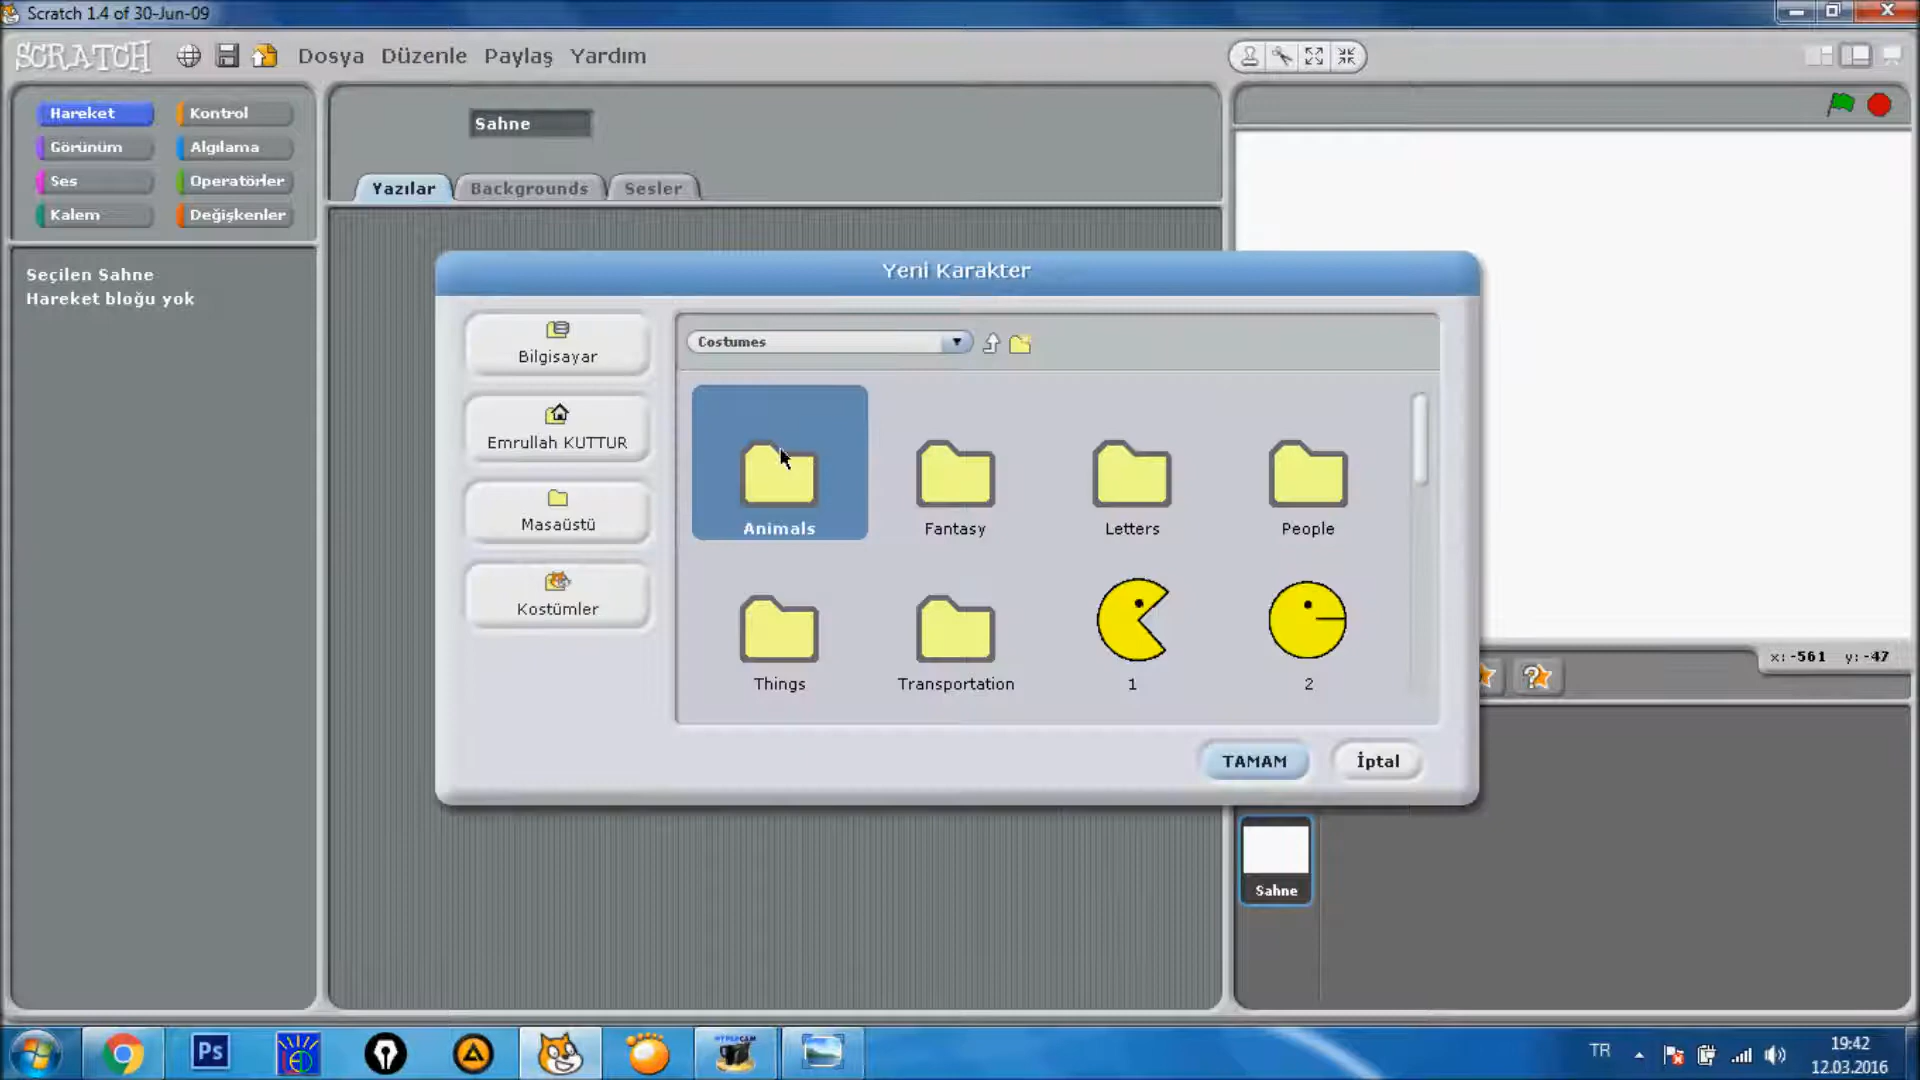 Scratch 1.4 of 30-Jun-09
SCRATCH
Dosya Düzenle Paylaş Yardım
Hareket
Kontrol
Görünüm
Algılama
Ses
Operatörler
Kalem
Değişkenler
Seçilen Sahne
Hareket bloğu yok
Sahne
Yazılar
Backgrounds
Sesler
Yeni Karakter
Bilgisayar
Emrullah KUTTUR
Masaüstü
Kostümler
Costumes
Animals
Fantasy
Letters
People
Things
Transportation
1
2
TAMAM
İptal
x: -561 y: -47
Sahne
Ps
HYPERCAM
TR
19:42
12.03.2016